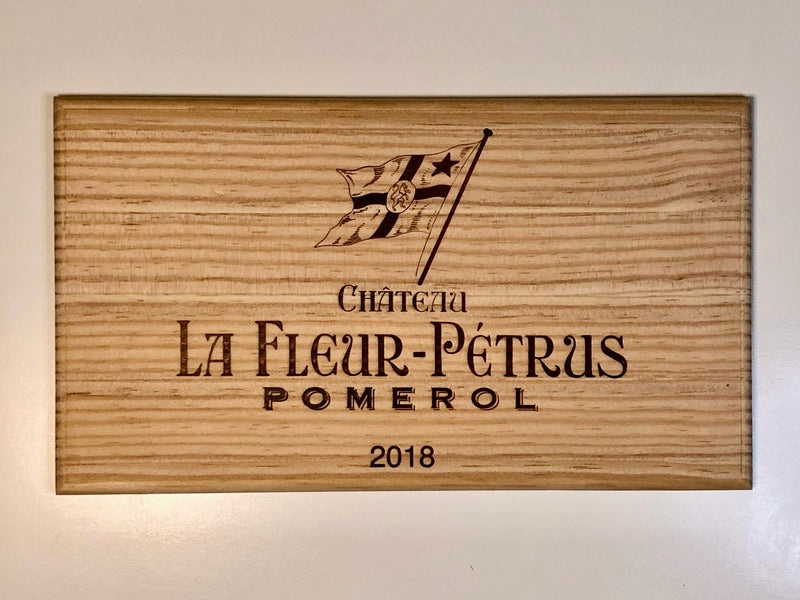 CHÂTEAU
LA FLEUR-PÉTRUS
POMEROL
2018